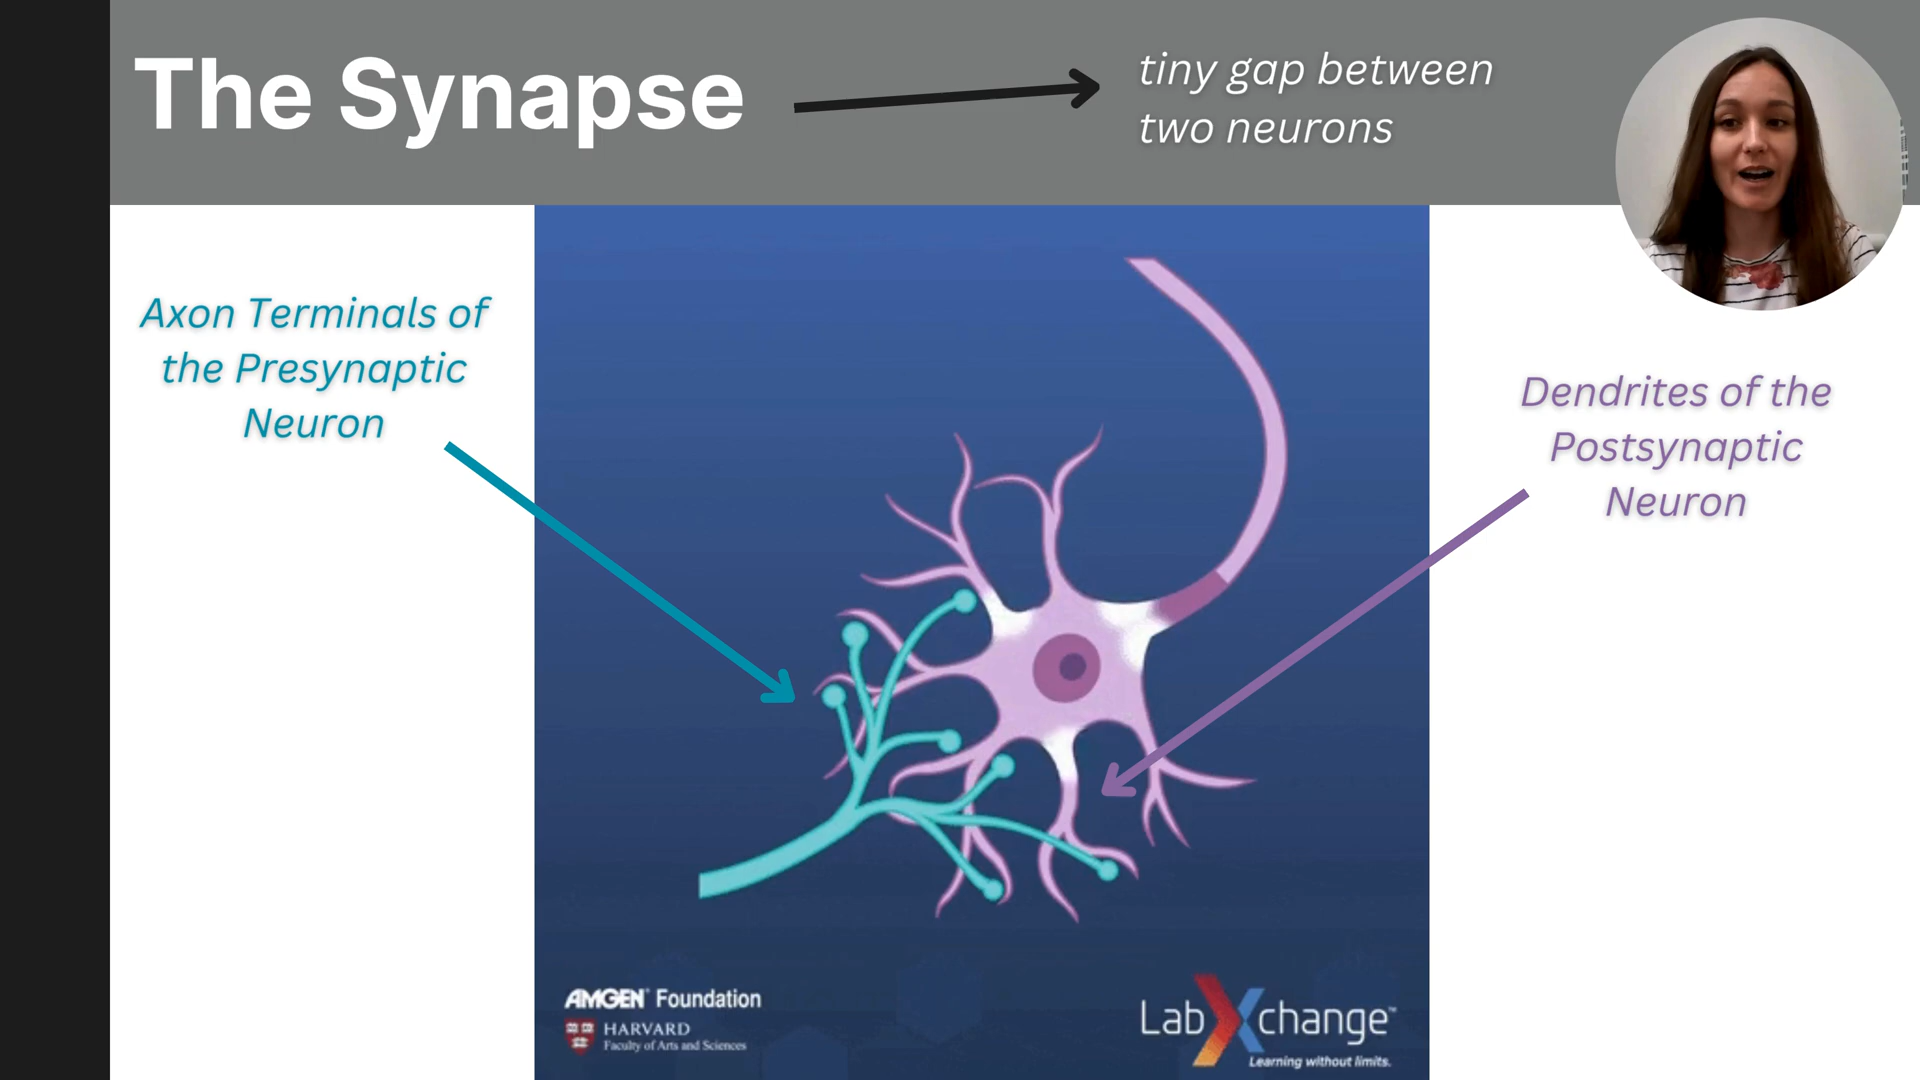 The Synapse
tiny gap between
two neurons
Axon Terminals of
the Presynaptic
Neuron
Dendrites of the
Postsynaptic
Neuron
AMGEN® Foundation
HARVARD
Faculty of Arts and Sciences
LabXchange™
Learning without limits.